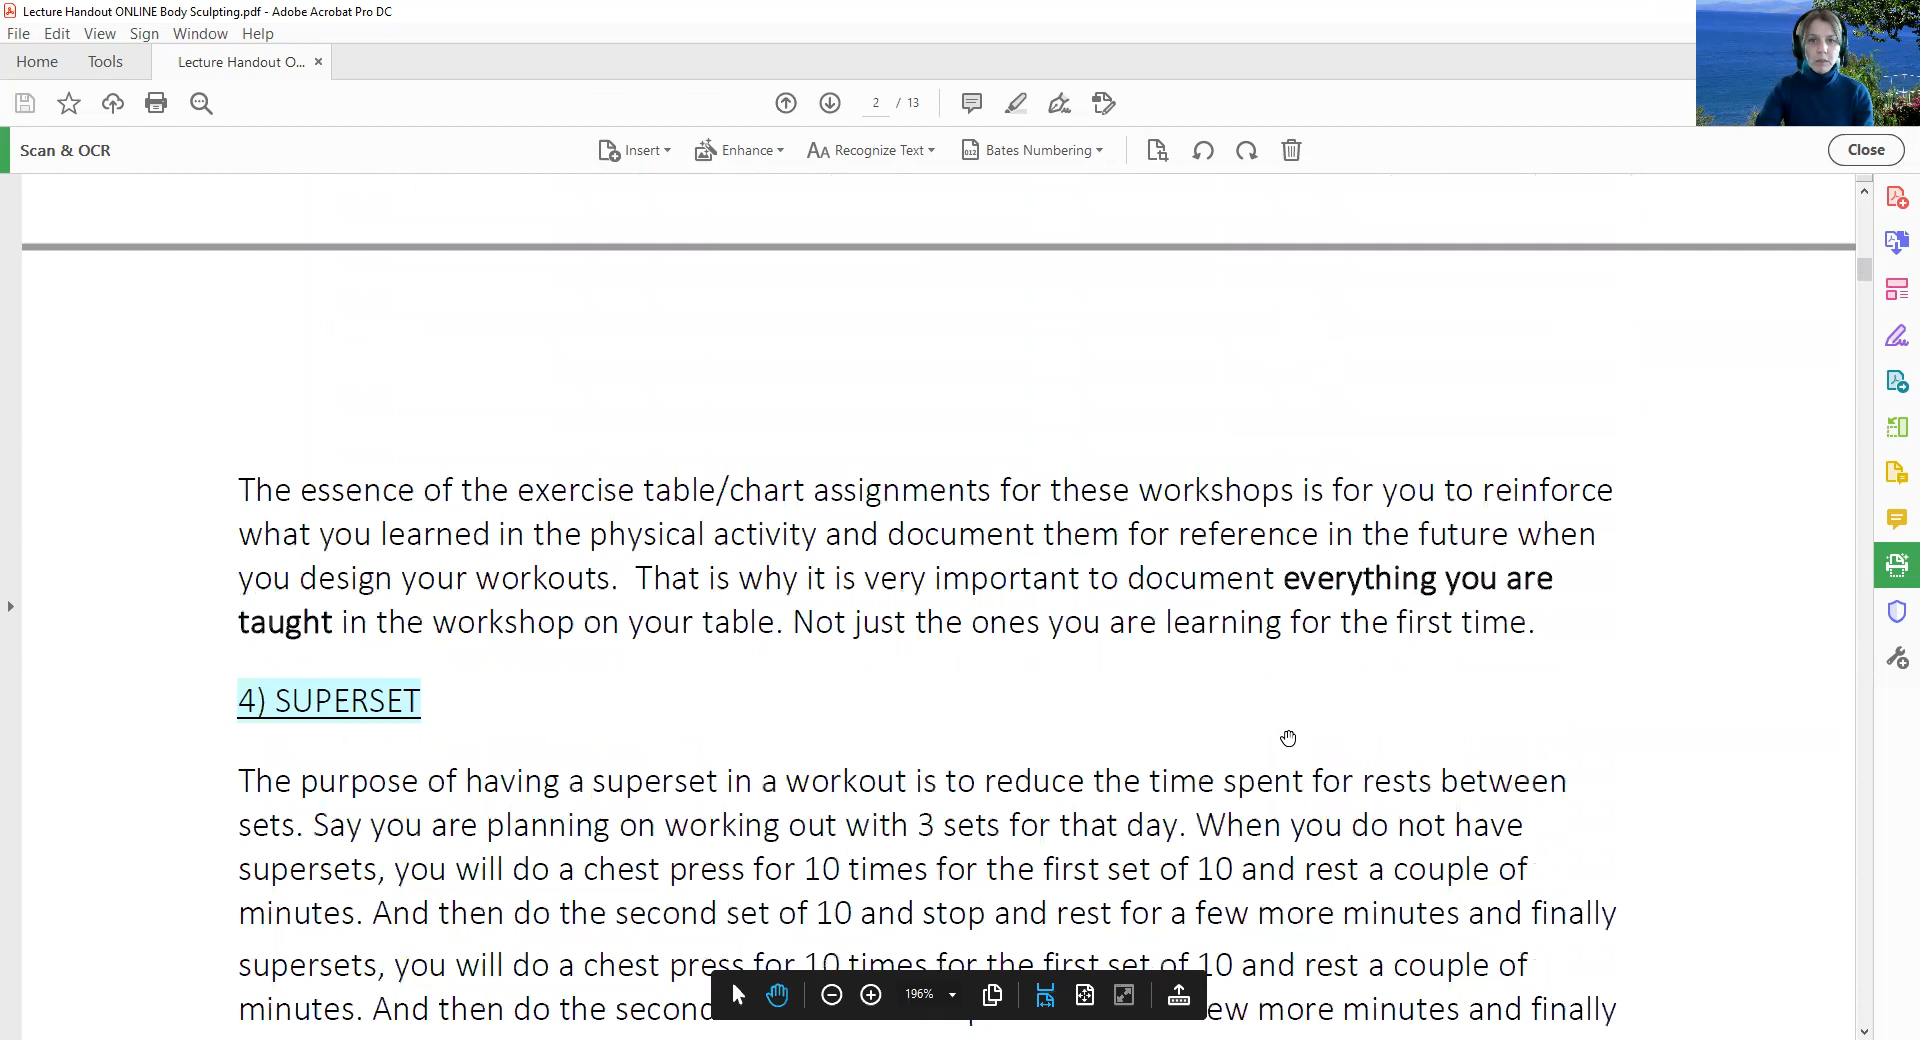 Lecture Handout ONLINE Body Sculpting.pdf - Adobe Acrobat Pro DC
File Edit View Sign Window Help
Home Tools Lecture Handout O... ×
2 / 13
Scan & OCR Insert Enhance Recognize Text Bates Numbering Close
The essence of the exercise table/chart assignments for these workshops is for you to reinforce
what you learned in the physical activity and document them for reference in the future when
you design your workouts.  That is why it is very important to document everything you are
taught in the workshop on your table. Not just the ones you are learning for the first time.
4) SUPERSET
The purpose of having a superset in a workout is to reduce the time spent for rests between
sets. Say you are planning on working out with 3 sets for that day. When you do not have
supersets, you will do a chest press for 10 times for the first set of 10 and rest a couple of
minutes. And then do the second set of 10 and stop and rest for a few more minutes and finally
supersets, you will do a chest press for 10 times for the first set of 10 and rest a couple of
minutes. And then do the second ew more minutes and finally
196%